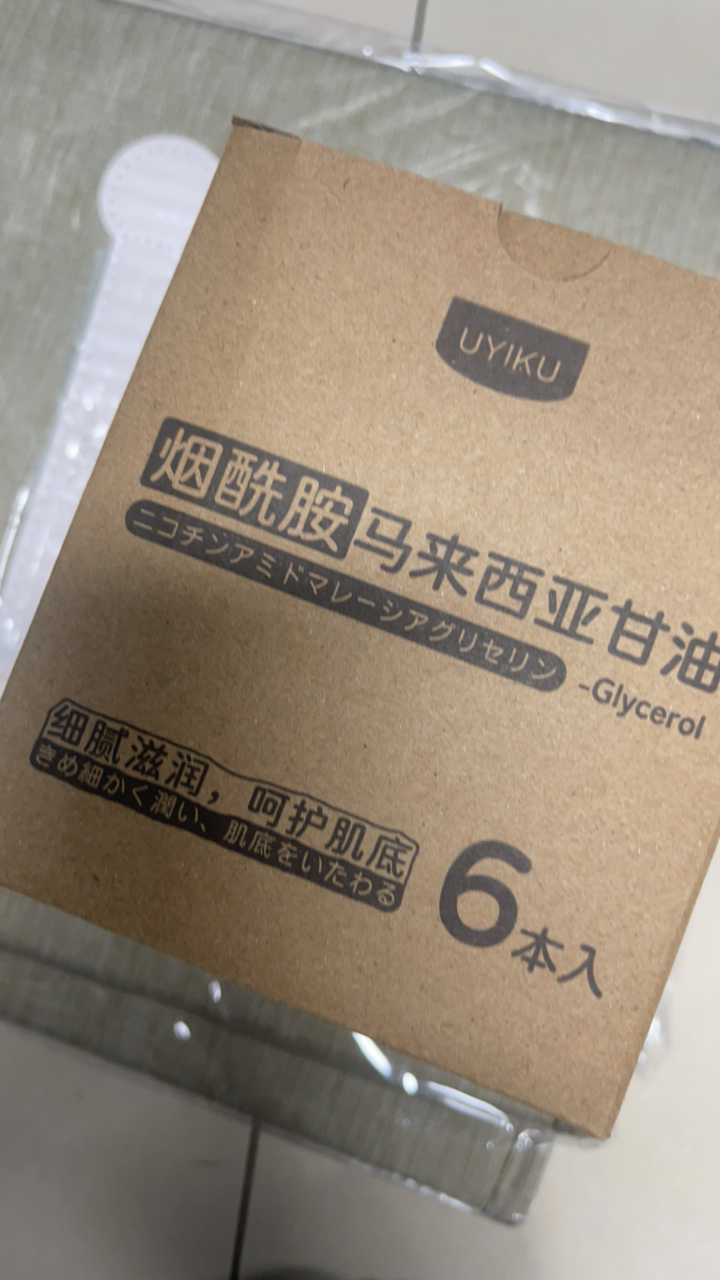 UYIKU
烟酰胺马来西亚甘油
ニコチンアミドマレーシアグリセリン
-Glycerol
细腻滋润，呵护肌底
きめ細かく潤い、肌底をいたわる
6本入